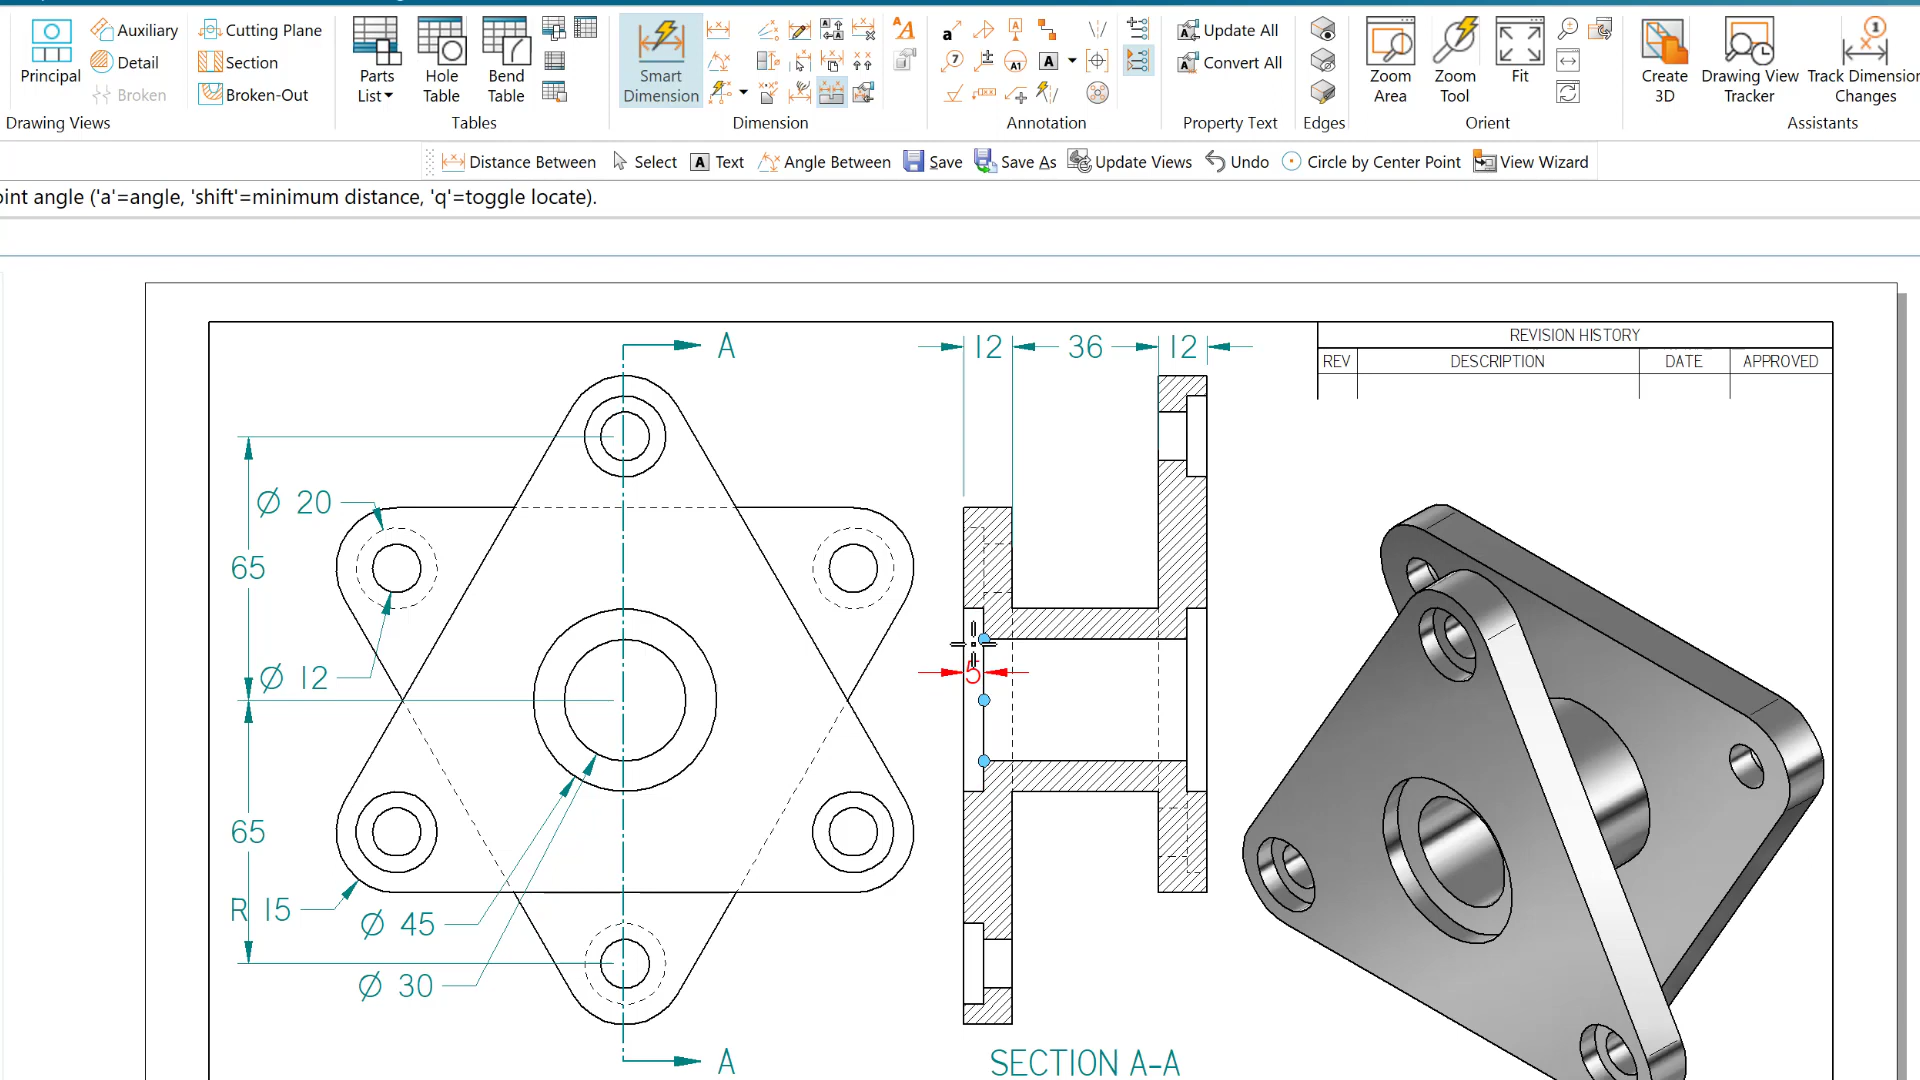 Principal
Auxiliary
Detail
Broken
Cutting Plane
Section
Broken-Out
Drawing Views
Parts
List
Hole
Table
Bend
Table
Tables
Smart
Dimension
Dimension
Annotation
Update All
Convert All
Property Text
Edges
Zoom
Area
Zoom
Tool
Fit
Orient
Create
3D
Drawing View
Tracker
Track Dimension
Changes
Assistants
Distance Between
Select
A Text
Angle Between
Save
Save As
Update Views
Undo
Circle by Center Point
View Wizard
oint angle ('a'=angle, 'shift'=minimum distance, 'q'=toggle locate).
A
12
36
12
REVISION HISTORY
REV DESCRIPTION DATE APPROVED
Ø 20
65
Ø 12
5
65
R 15
Ø 45
Ø 30
A
SECTION A-A